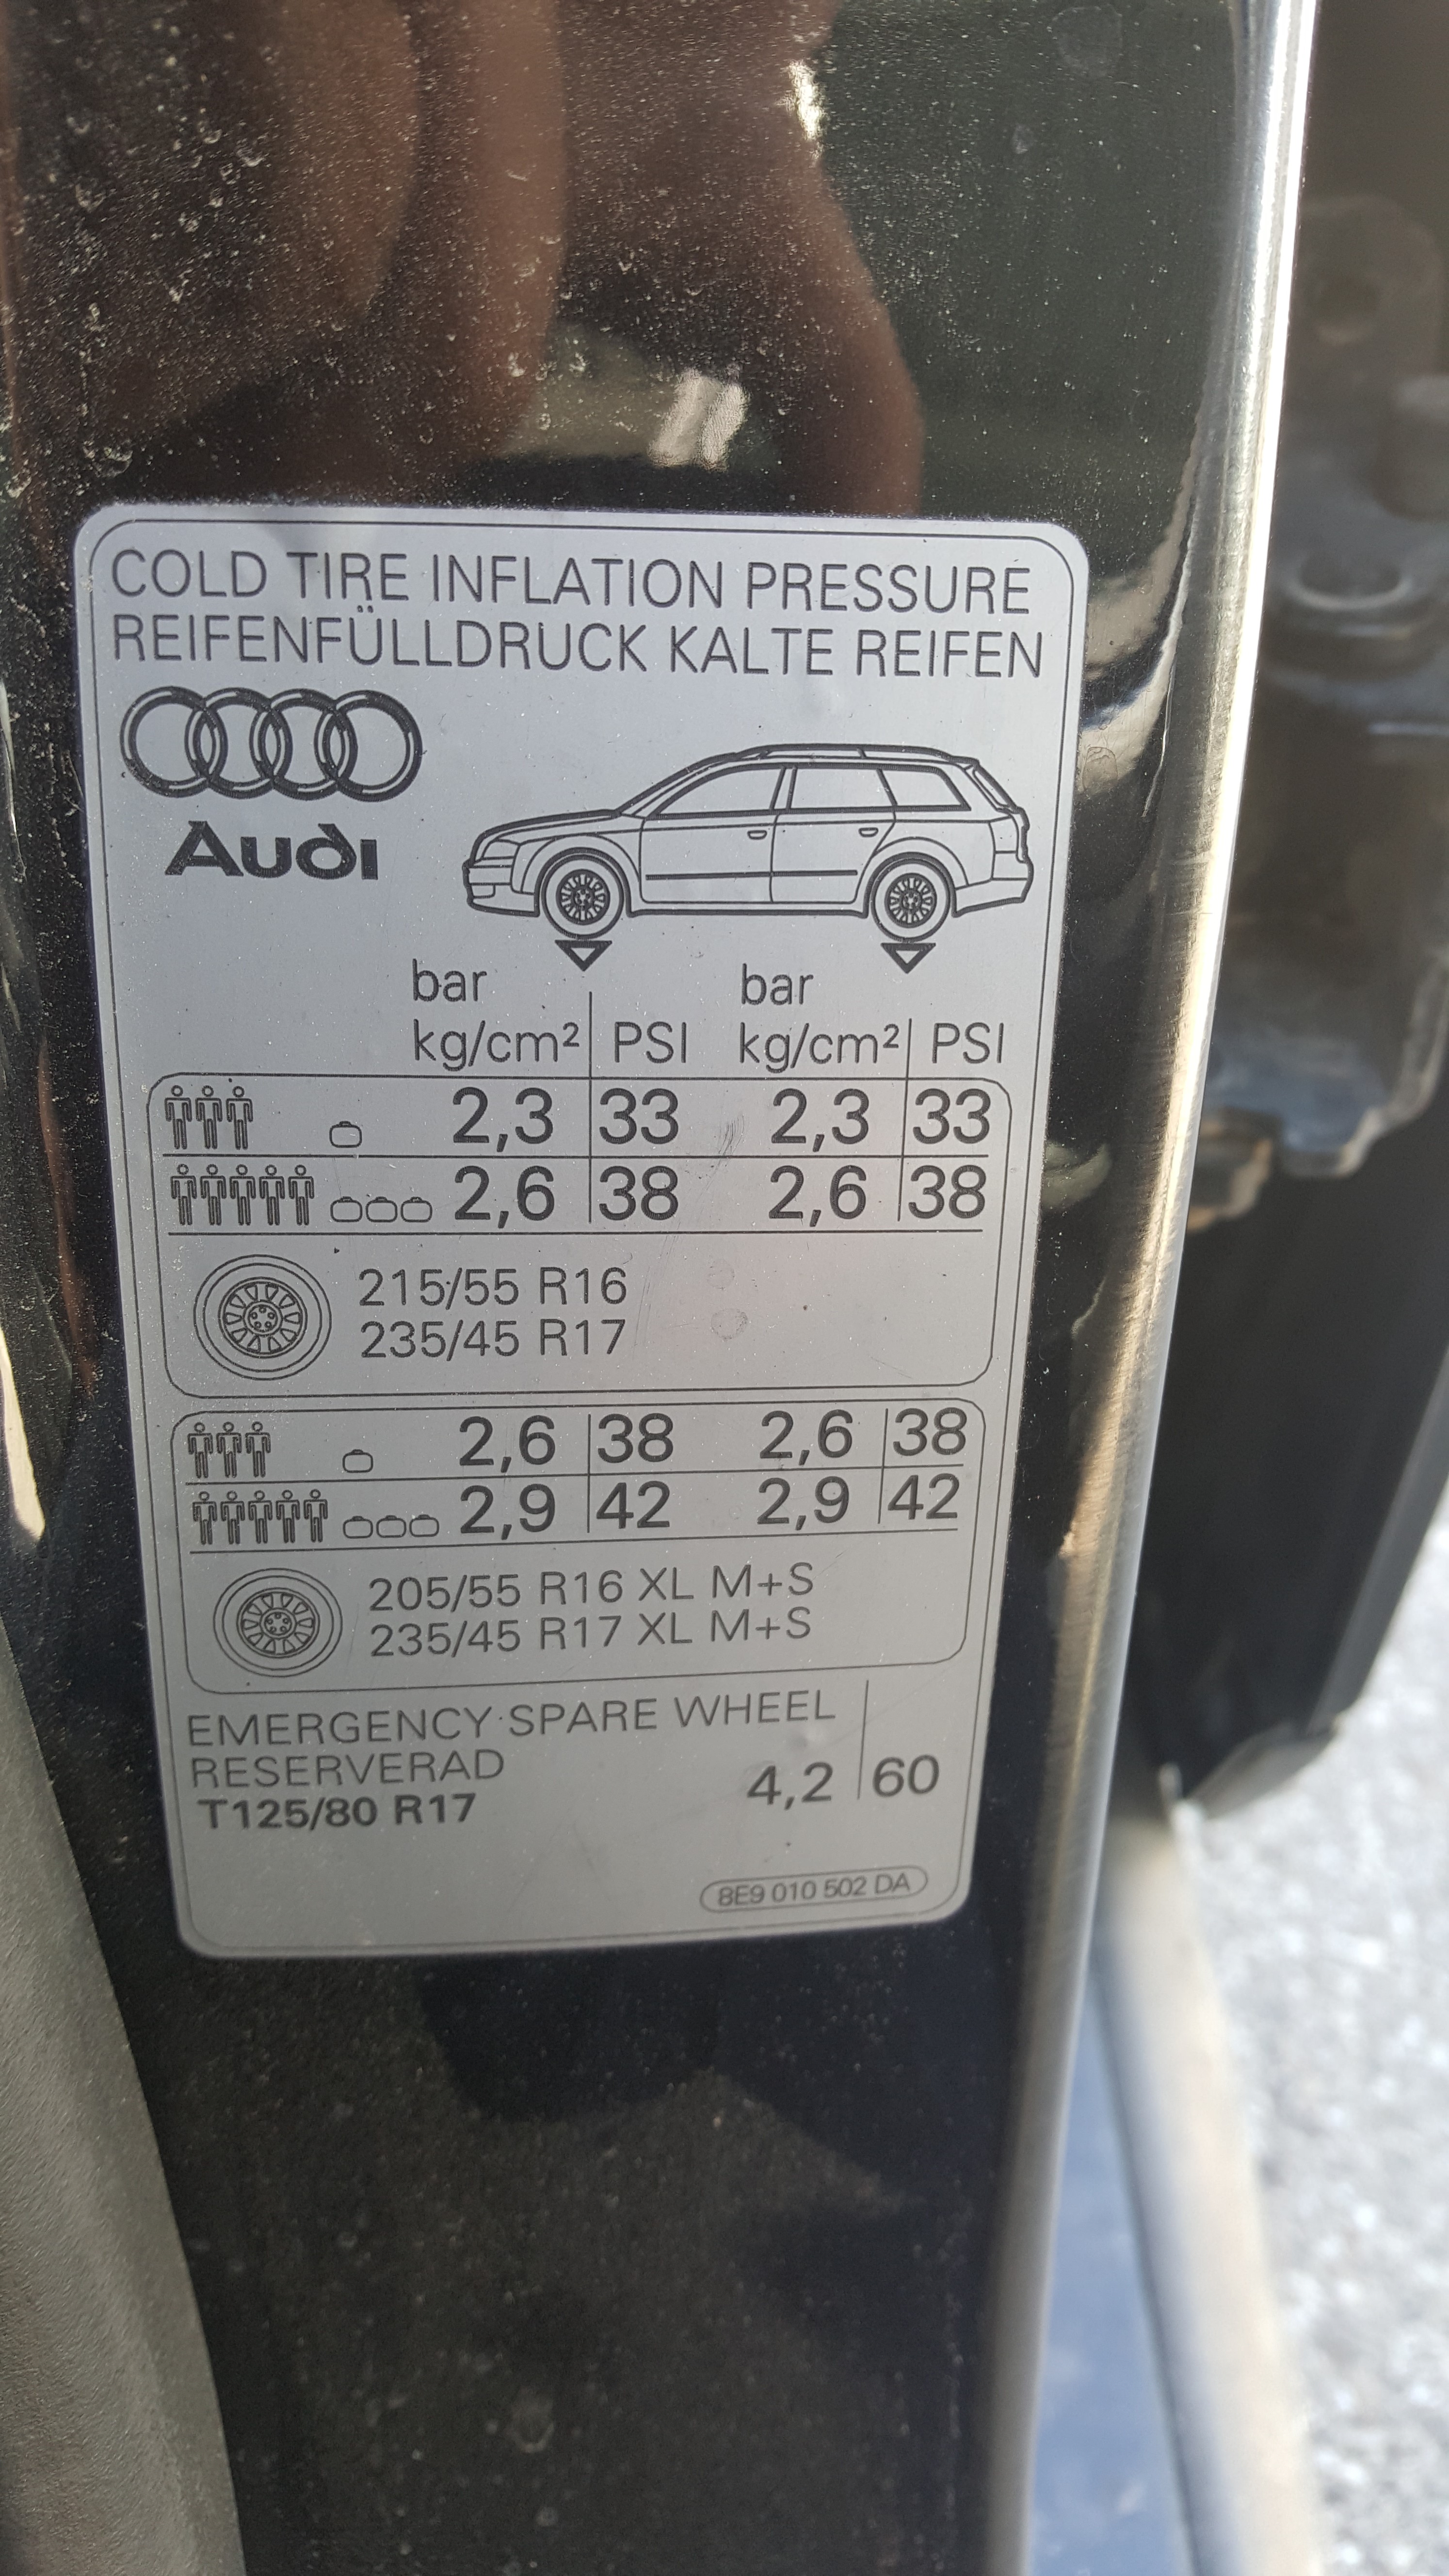 COLD TIRE INFLATION PRESSURE
REIFENFÜLLDRUCK KALTE REIFEN
Audi
bar bar
kg/cm² PSI kg/cm² PSI
2,3 33 2,3 33
2,6 38 2,6 38
215/55 R16
235/45 R17
2,6 38 2,6 38
2,9 42 2,9 42
205/55 R16 XL M+S
235/45 R17 XL M+S
EMERGENCY SPARE WHEEL
RESERVERAD
4,2 60
T125/80 R17
8E9 010 502 DA